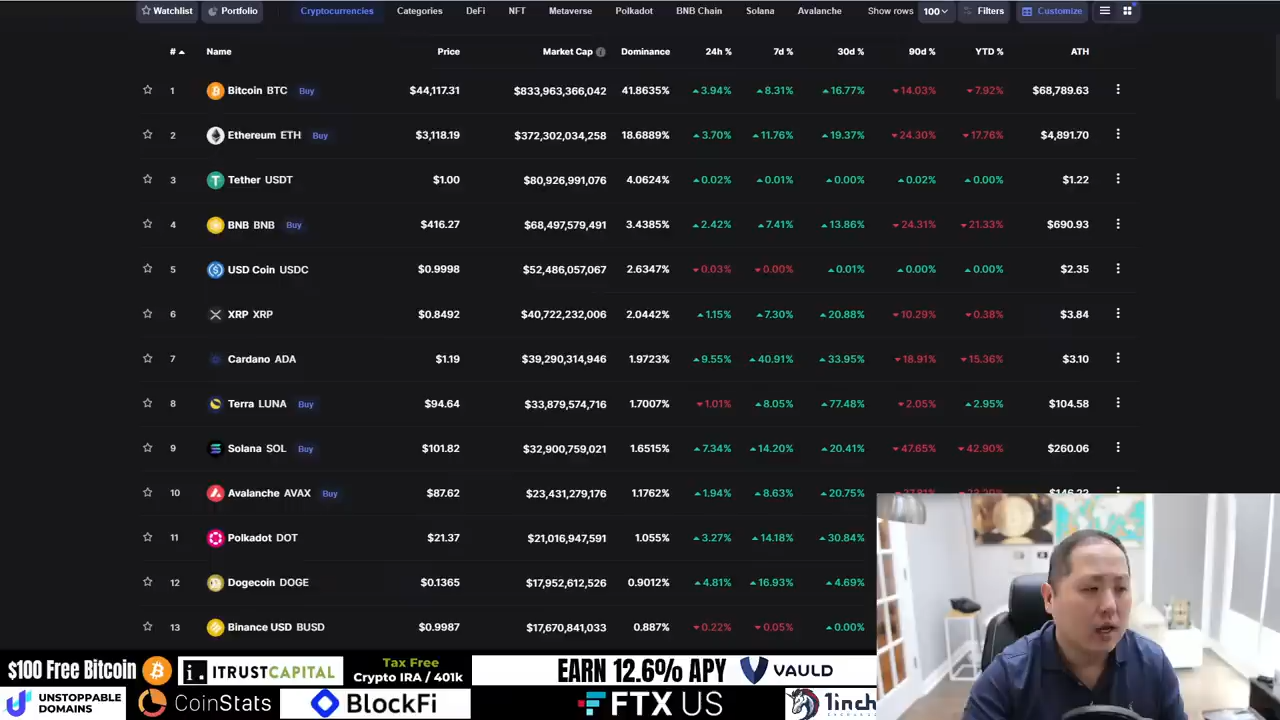 Watchlist Portfolio Cryptocurrencies Categories DeFi NFT Metaverse Polkadot BNB Chain Solana Avalanche Show rows 100 Filters Customize
# Name Price Market Cap Dominance 24h % 7d % 30d % 90d % YTD % ATH
1 Bitcoin BTC Buy $44,117.31 $833,963,366,042 41.8635% 3.94% 8.31% 16.77% 14.03% 7.92% $68,789.63
2 Ethereum ETH Buy $3,118.19 $372,302,034,258 18.6889% 3.70% 11.76% 19.37% 24.30% 17.76% $4,891.70
3 Tether USDT $1.00 $80,926,991,076 4.0624% 0.02% 0.01% 0.00% 0.02% 0.00% $1.22
4 BNB BNB Buy $416.27 $68,497,579,491 3.4385% 2.42% 7.41% 13.86% 24.31% 21.33% $690.93
5 USD Coin USDC $0.9998 $52,486,057,067 2.6347% 0.03% 0.00% 0.01% 0.00% 0.00% $2.35
6 XRP XRP $0.8492 $40,722,232,006 2.0442% 1.15% 7.30% 20.88% 10.29% 0.38% $3.84
7 Cardano ADA $1.19 $39,290,314,946 1.9723% 9.55% 40.91% 33.95% 18.91% 15.36% $3.10
8 Terra LUNA Buy $94.64 $33,879,574,716 1.7007% 1.01% 8.05% 77.48% 2.05% 2.95% $104.58
9 Solana SOL Buy $101.82 $32,900,759,021 1.6515% 7.34% 14.20% 20.41% 47.65% 42.90% $260.06
10 Avalanche AVAX Buy $87.62 $23,431,279,176 1.1762% 1.94% 8.63% 20.75%
11 Polkadot DOT $21.37 $21,016,947,591 1.055% 3.27% 14.18% 30.84%
12 Dogecoin DOGE $0.1365 $17,952,612,526 0.9012% 4.81% 16.93% 4.69%
13 Binance USD BUSD $0.9987 $17,670,841,033 0.887% 0.22% 0.05% 0.00%
$100 Free Bitcoin i. iTRUSTCAPITAL Tax Free
Crypto IRA / 401k
EARN 12.6% APY VAULD
UNSTOPPABLE
DOMAINS
CoinStats BlockFi FTX US 1inch